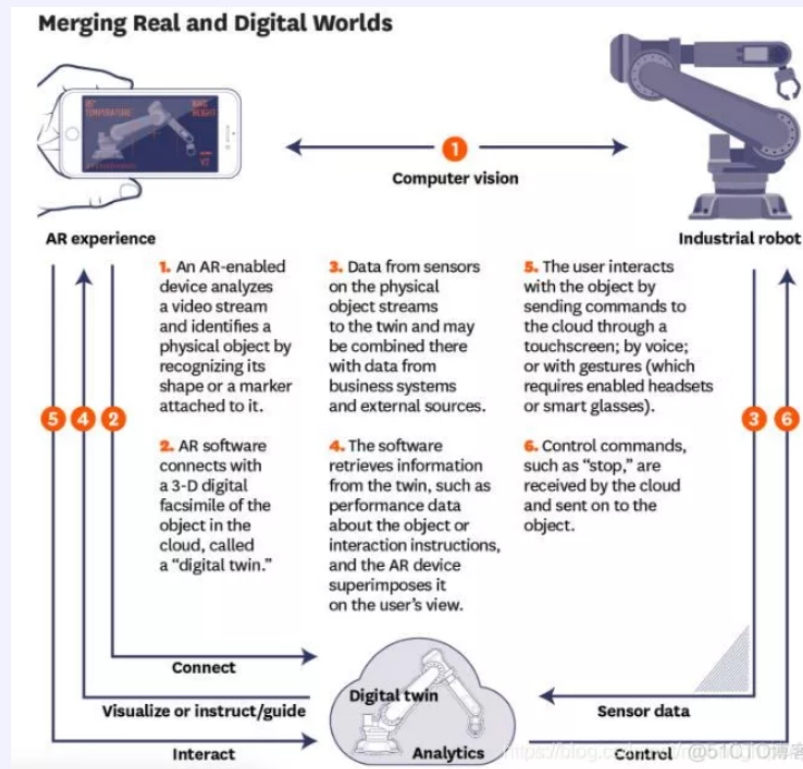 Merging Real and Digital Worlds
1
Computer vision
AR experience
Industrial robot
1. An AR-enabled
device analyzes
a video stream
and identifies a
physical object by
recognizing its
shape or a marker
attached to it.
2. AR software
connects with
a 3-D digital
facsimile of the
object in the
cloud, called
a “digital twin.”
3. Data from sensors
on the physical
object streams
to the twin and may
be combined there
with data from
business systems
and external sources.
4. The software
retrieves information
from the twin, such as
performance data
about the object or
interaction instructions,
and the AR device
superimposes it
on the user’s view.
5. The user interacts
with the object by
sending commands to
the cloud through a
touchscreen; by voice;
or with gestures (which
requires enabled headsets
or smart glasses).
6. Control commands,
such as “stop,” are
received by the cloud
and sent on to the
object.
5 4 2
3 6
Connect
Digital twin
Visualize or instruct/guide
Sensor data
Interact
Analytics
Control
@51CTO博客